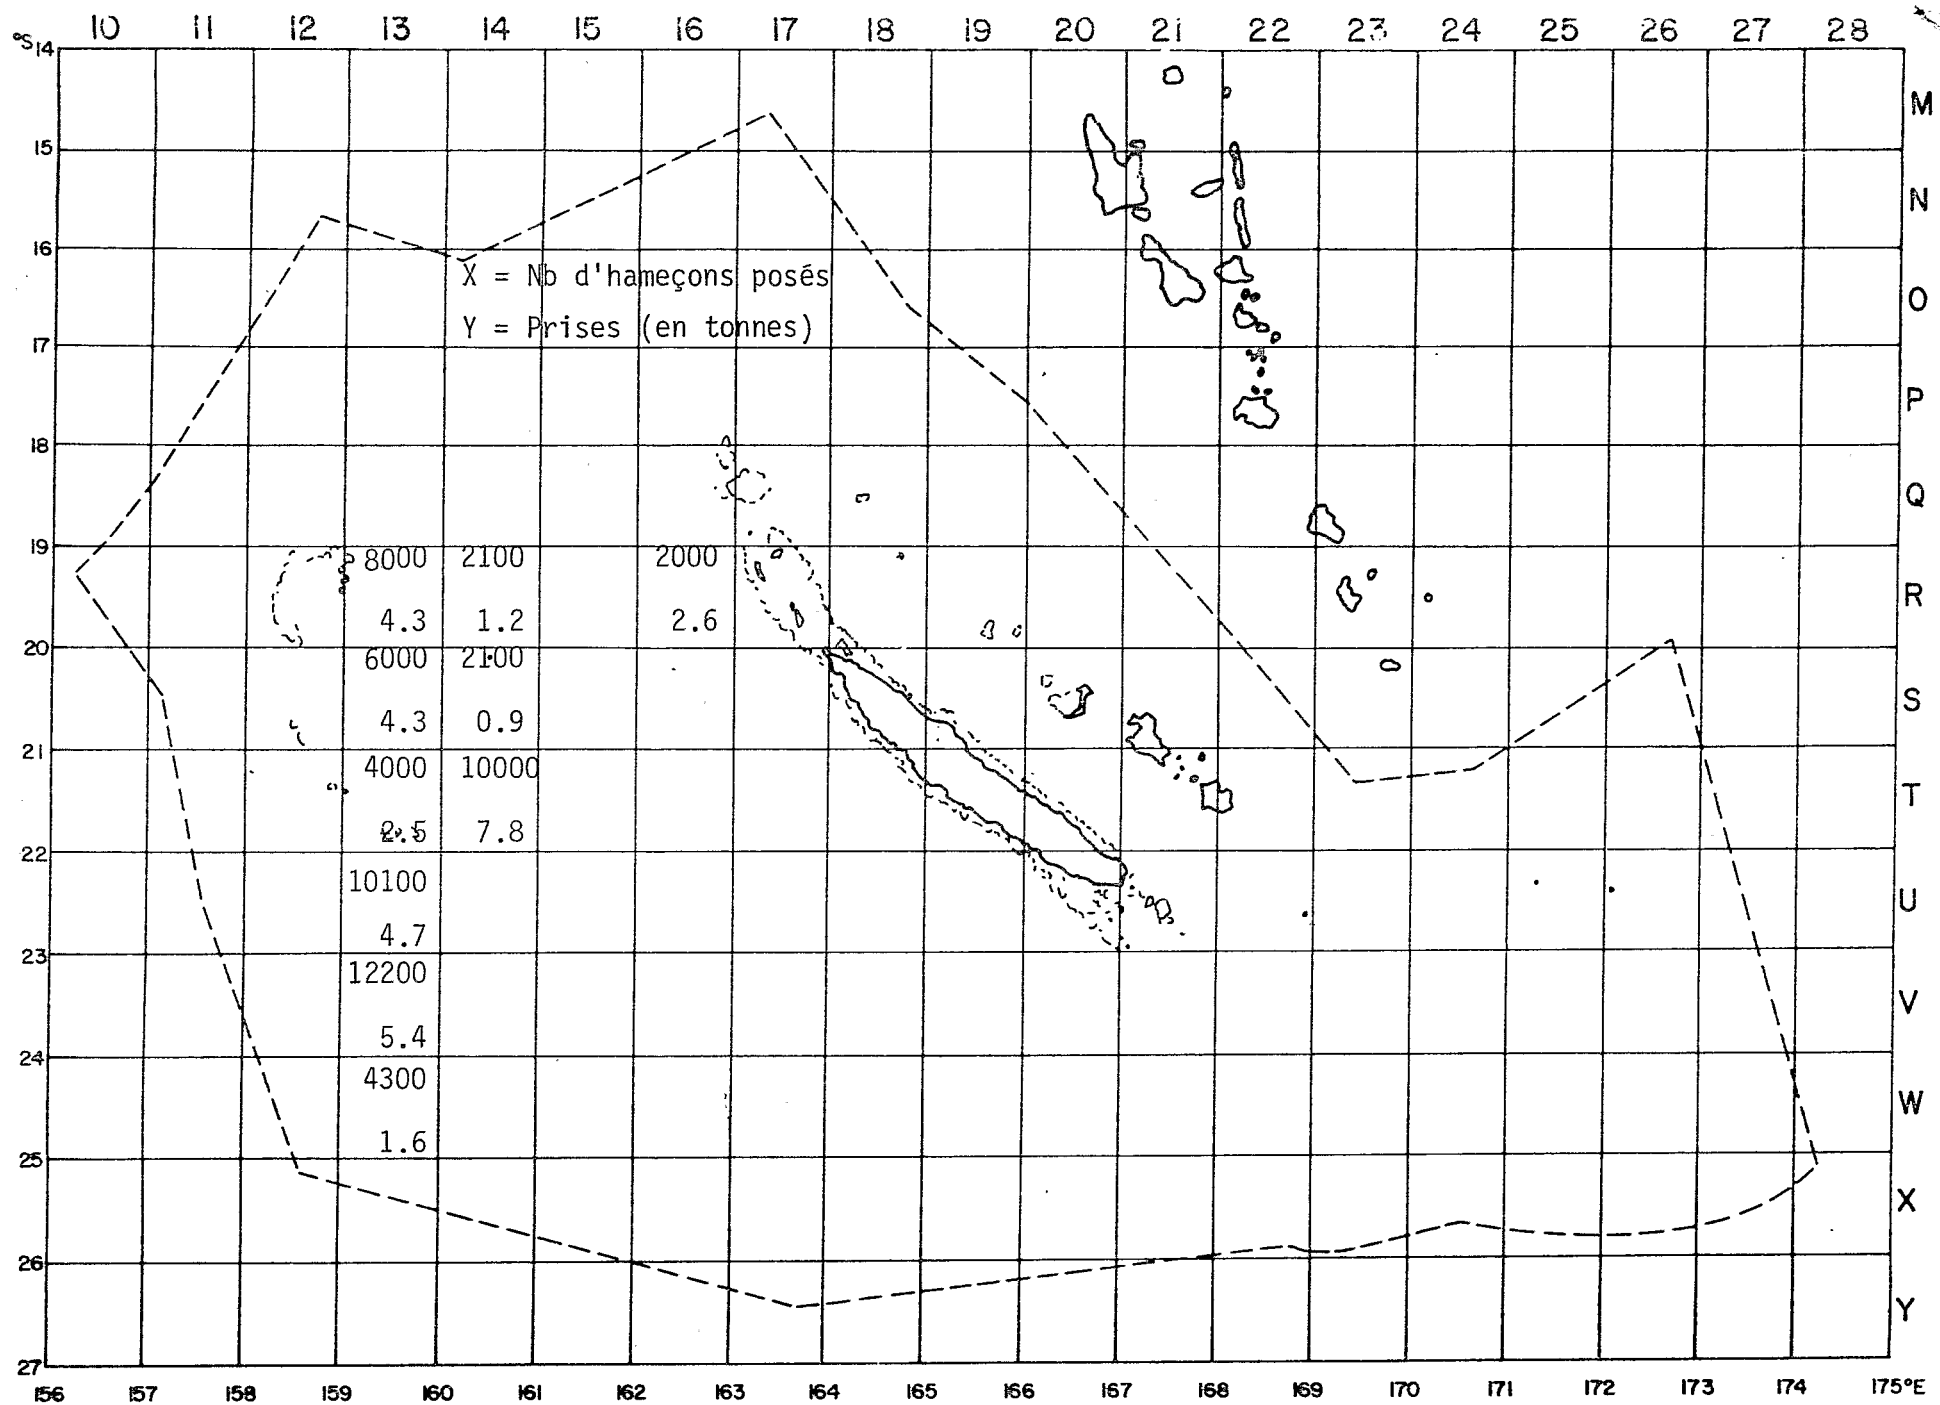 10 11 12 13 14 15 16 17 18 19 20 21 22 23 24 25 26 27 28
°S 14
M
15
N
16
X = Nb d'hameçons posés
O
Y = Prises (en tonnes)
17
P
18
Q
19
8000 2100 2000
R
4.3 1.2 2.6
20
6000 2100
S
4.3 0.9
21
4000 10000
T
2.5 7.8
22
10100
U
4.7
23
12200
V
5.4
24
4300
W
1.6
25
X
26
Y
27
156 157 158 159 160 161 162 163 164 165 166 167 168 169 170 171 172 173 174 175°E